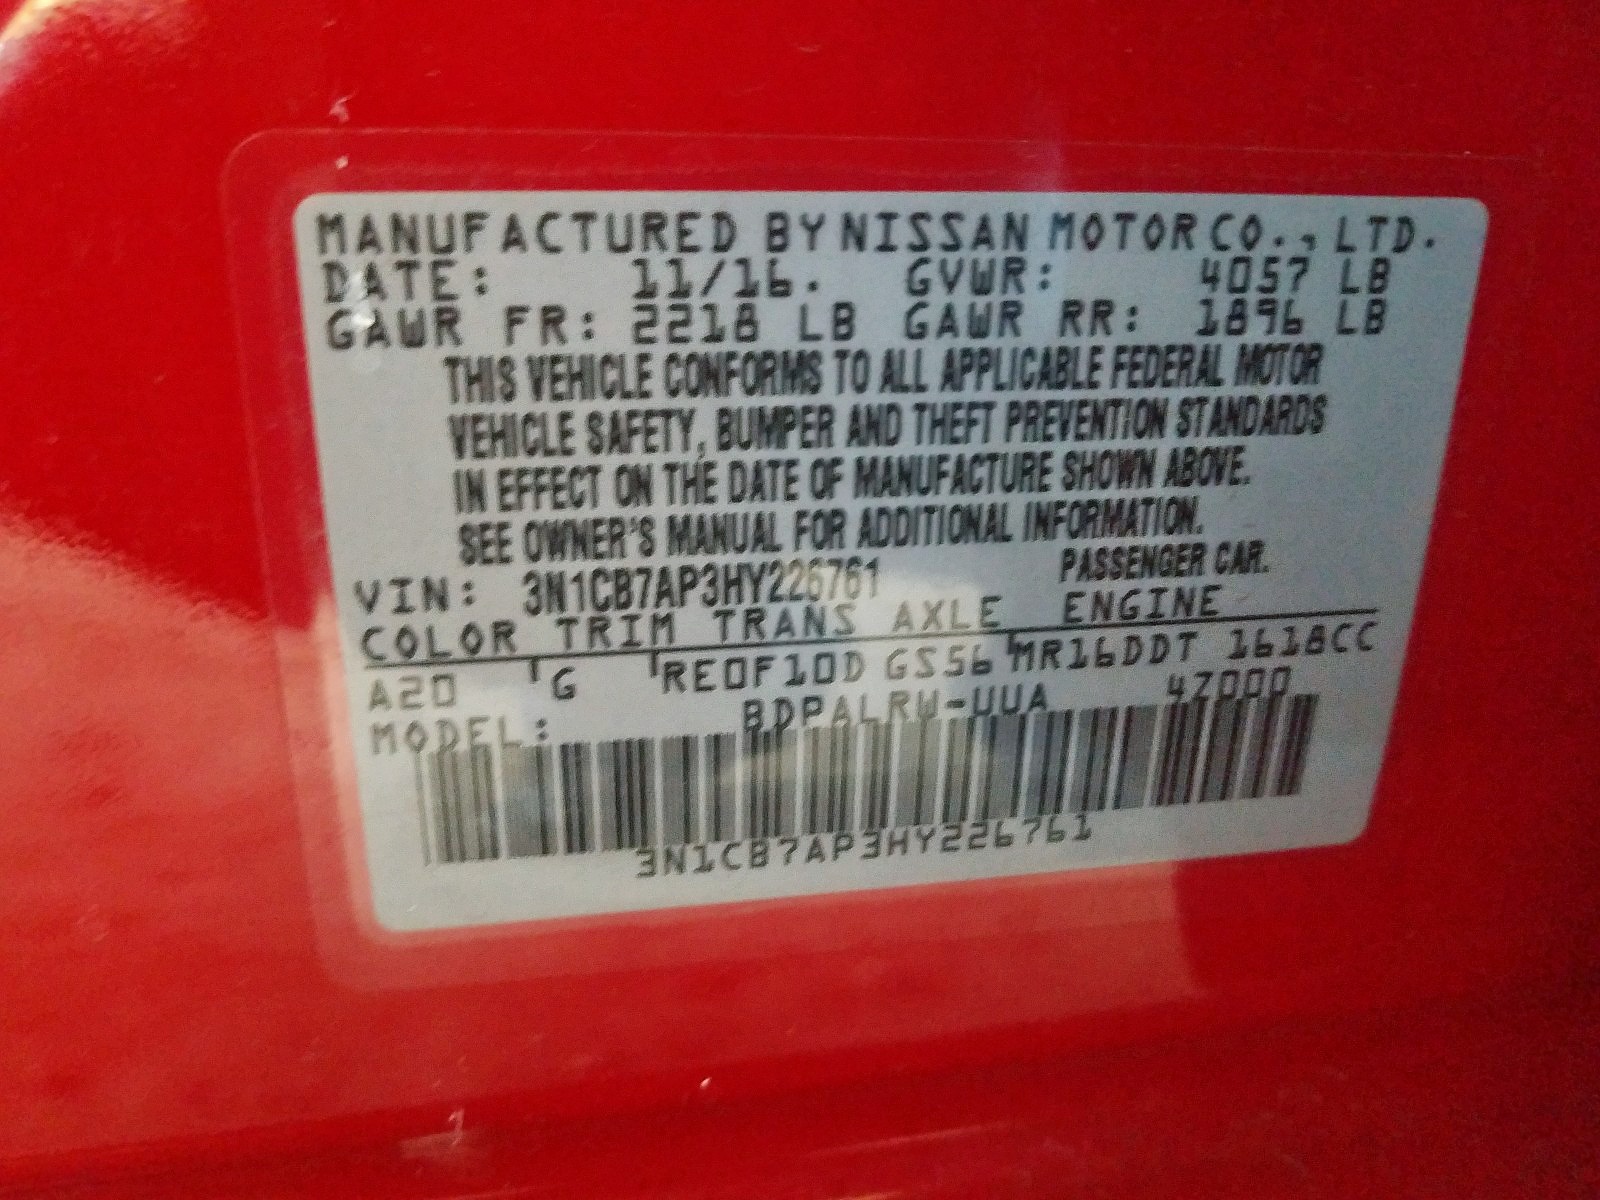 MANUFACTURED BY NISSAN MOTOR CO., LTD.
DATE: 11/16. GVWR: 4057 LB
GAWR FR: 2218 LB GAWR RR: 1896 LB
THIS VEHICLE CONFORMS TO ALL APPLICABLE FEDERAL MOTOR
VEHICLE SAFETY, BUMPER AND THEFT PREVENTION STANDARDS
IN EFFECT ON THE DATE OF MANUFACTURE SHOWN ABOVE.
SEE OWNER'S MANUAL FOR ADDITIONAL INFORMATION.
VIN: 3N1CB7AP3HY226761 PASSENGER CAR.
COLOR TRIM TRANS AXLE ENGINE
A20 G RE0F10D GS56 MR16DDT 1618CC
MODEL: BDPALRW-UUA 47000
3N1CB7AP3HY226761